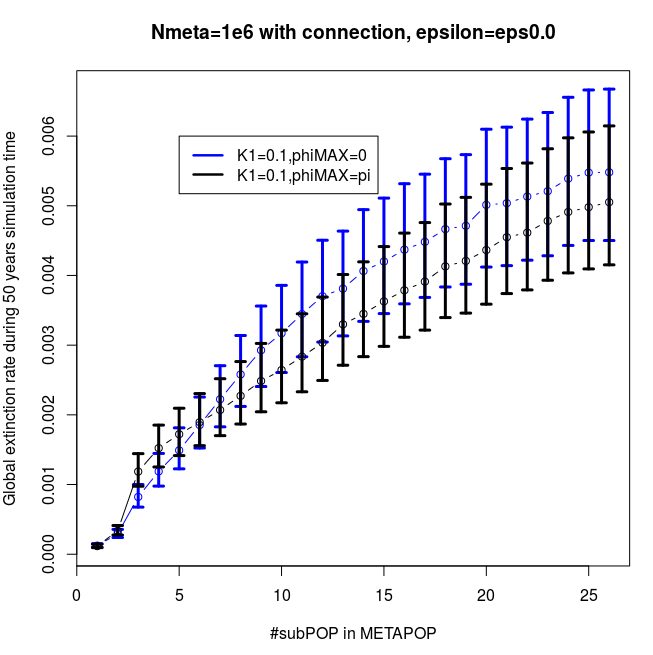 Nmeta=1e6 with connection, epsilon=eps0.0
Global extinction rate during 50 years simulation time
0.006
0.005
0.004
0.003
0.002
0.001
0.000
K1=0.1,phiMAX=0
K1=0.1,phiMAX=pi
0 5 10 15 20 25
#subPOP in METAPOP